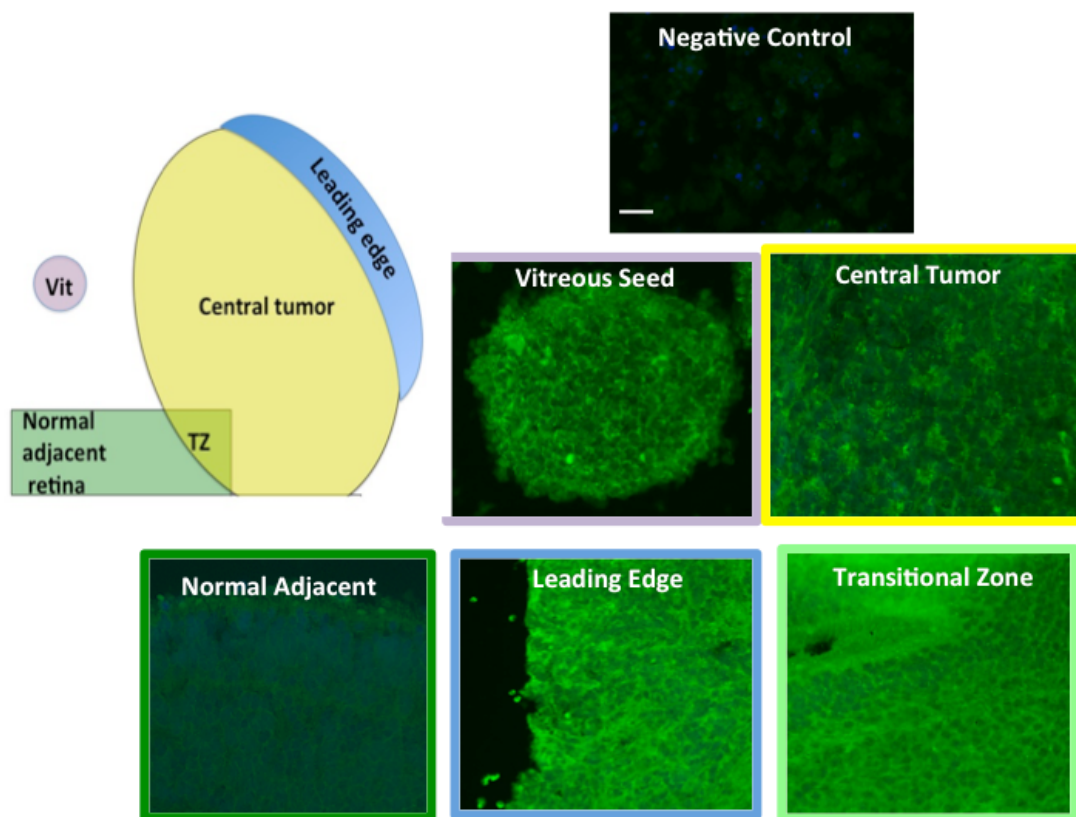 Negative Control
Leading edge
Vit
Central tumor
Normal
adjacent
retina
TZ
Vitreous Seed
Central Tumor
Normal Adjacent
Leading Edge
Transitional Zone